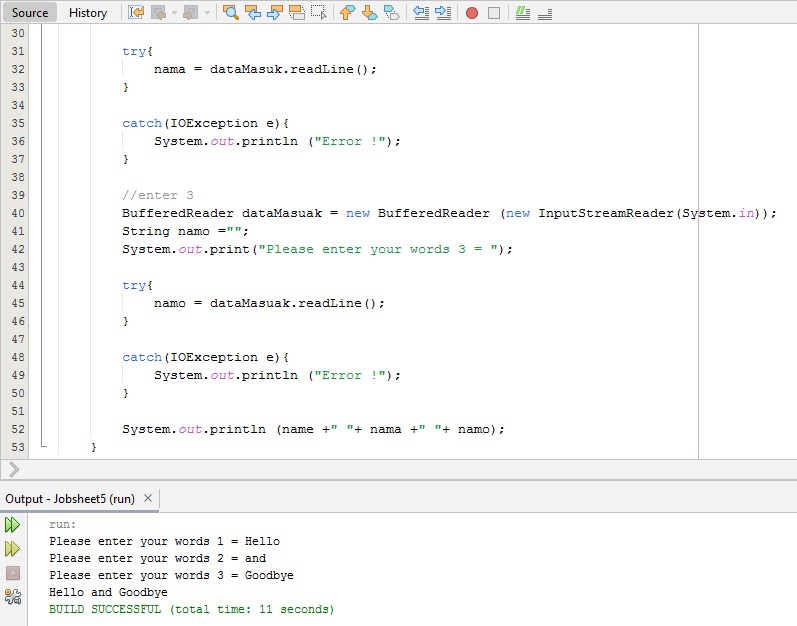 Source History
30
31 try{
32 nama = dataMasuk.readLine();
33 }
34
35 catch(IOException e){
36 System.out.println ("Error !");
37 }
38
39 //enter 3
40 BufferedReader dataMasuak = new BufferedReader (new InputStreamReader(System.in));
41 String namo ="";
42 System.out.print("Please enter your words 3 = ");
43
44 try{
45 namo = dataMasuak.readLine();
46 }
47
48 catch(IOException e){
49 System.out.println ("Error !");
50 }
51
52 System.out.println (name +" "+ nama +" "+ namo);
53 }
Output - Jobsheet5 (run)
run:
Please enter your words 1 = Hello
Please enter your words 2 = and
Please enter your words 3 = Goodbye
Hello and Goodbye
BUILD SUCCESSFUL (total time: 11 seconds)